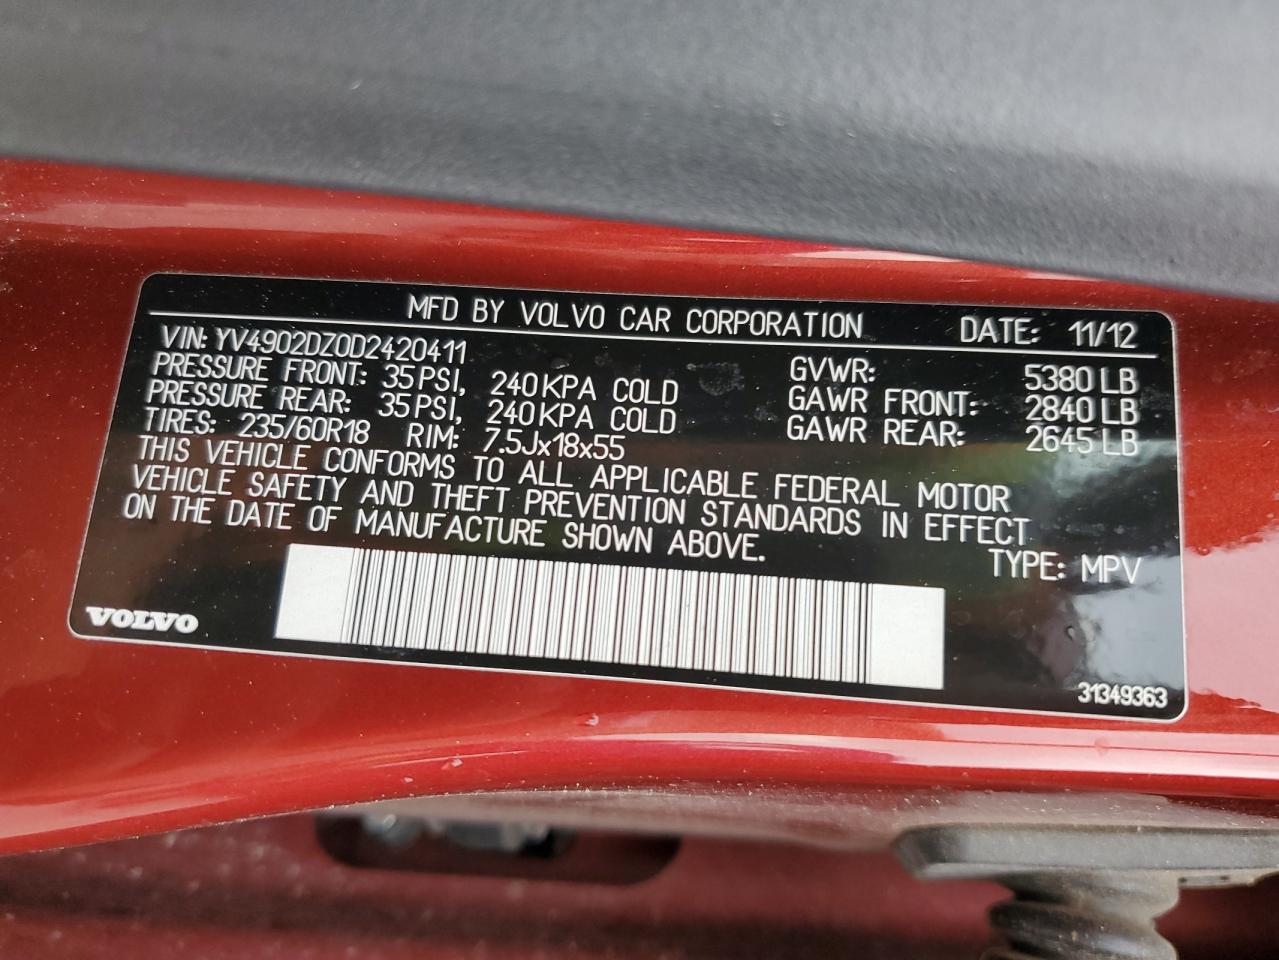 MFD BY VOLVO CAR CORPORATION DATE: 11/12
VIN: YV4902DZ0D2420411
PRESSURE FRONT: 35 PSI, 240 KPA COLD GVWR: 5380 LB
PRESSURE REAR: 35 PSI, 240 KPA COLD GAWR FRONT: 2840 LB
TIRES: 235/60R18 RIM: 7.5Jx18x55 GAWR REAR: 2645 LB
THIS VEHICLE CONFORMS TO ALL APPLICABLE FEDERAL MOTOR
VEHICLE SAFETY AND THEFT PREVENTION STANDARDS IN EFFECT
ON THE DATE OF MANUFACTURE SHOWN ABOVE. TYPE: MPV
VOLVO
31349363